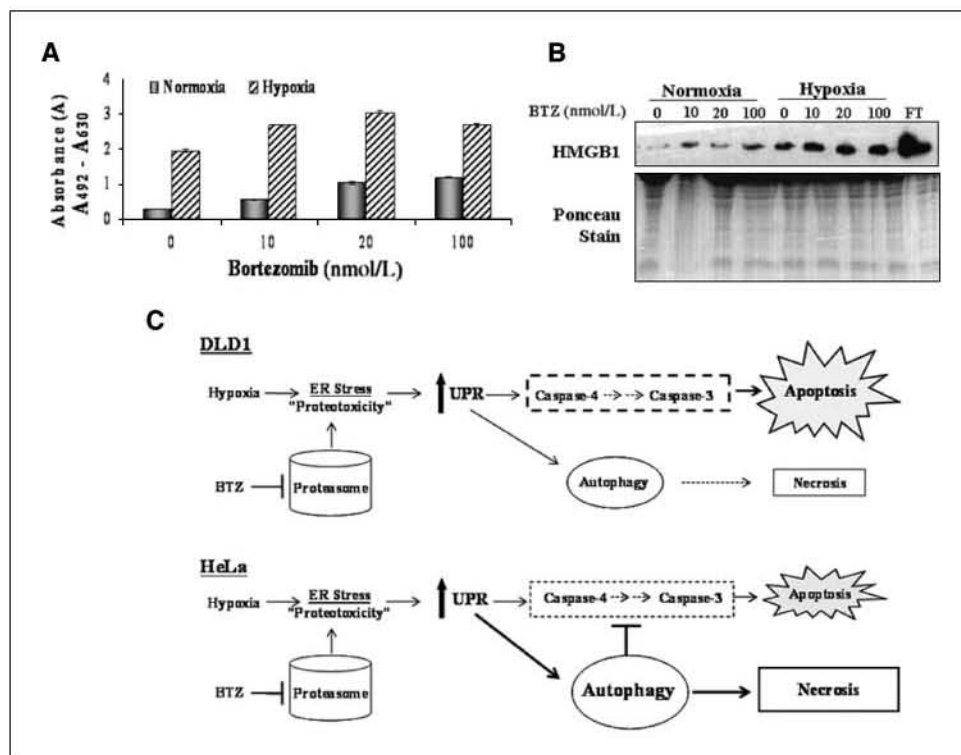 A
Normoxia Hypoxia
Absorbance (A)
A492 - A630
4
3
2
1
0
0 10 20 100
Bortezomib (nmol/L)
B
Normoxia Hypoxia
BTZ (nmol/L) 0 10 20 100 0 10 20 100 FT
HMGB1
Ponceau
Stain
C
DLD1
Hypoxia ER Stress UPR Caspase-4 Caspase-3 Apoptosis
"Proteotoxicity"
BTZ Proteasome Autophagy Necrosis
HeLa
Hypoxia ER Stress UPR Caspase-4 Caspase-3 Apoptosis
"Proteotoxicity"
BTZ Proteasome Autophagy Necrosis